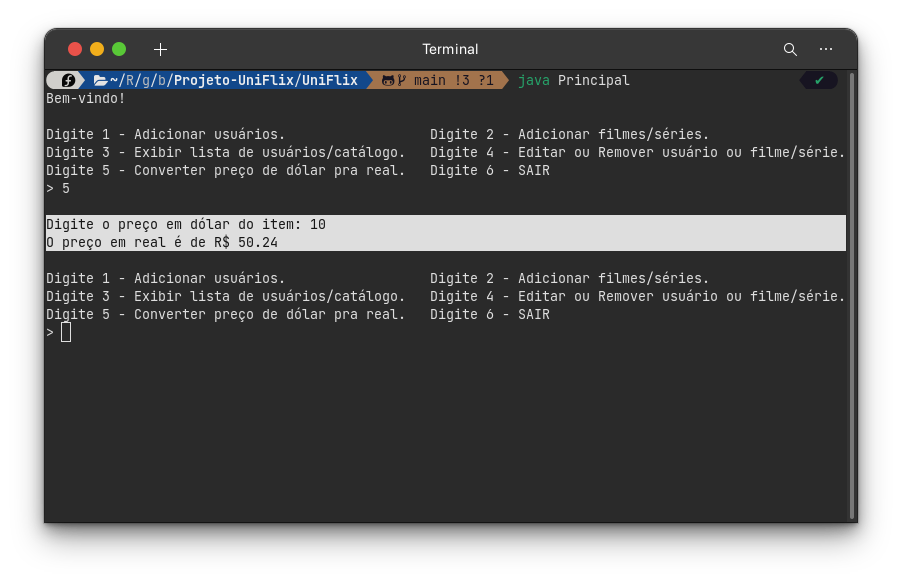 Terminal
~/R/g/b/Projeto-UniFlix/UniFlix main !3 ?1 java Principal ✔
Bem-vindo!
Digite 1 - Adicionar usuários. Digite 2 - Adicionar filmes/séries.
Digite 3 - Exibir lista de usuários/catálogo. Digite 4 - Editar ou Remover usuário ou filme/série.
Digite 5 - Converter preço de dólar pra real. Digite 6 - SAIR
> 5
Digite o preço em dólar do item: 10
O preço em real é de R$ 50.24
Digite 1 - Adicionar usuários. Digite 2 - Adicionar filmes/séries.
Digite 3 - Exibir lista de usuários/catálogo. Digite 4 - Editar ou Remover usuário ou filme/série.
Digite 5 - Converter preço de dólar pra real. Digite 6 - SAIR
>